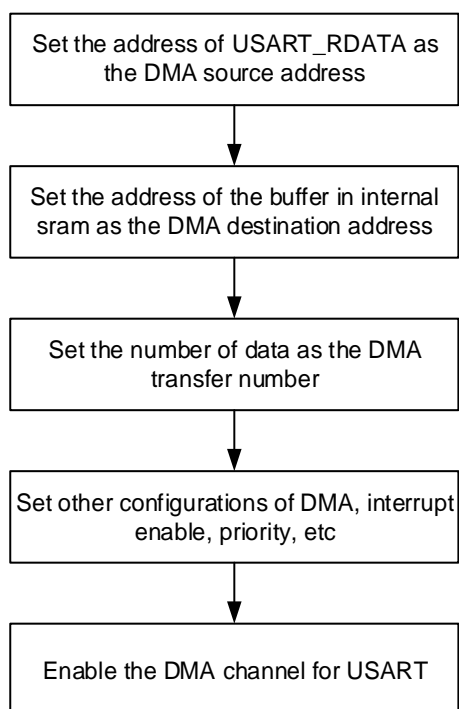 Set the address of USART_RDATA as
the DMA source address
Set the address of the buffer in internal
sram as the DMA destination address
Set the number of data as the DMA
transfer number
Set other configurations of DMA, interrupt
enable, priority, etc
Enable the DMA channel for USART